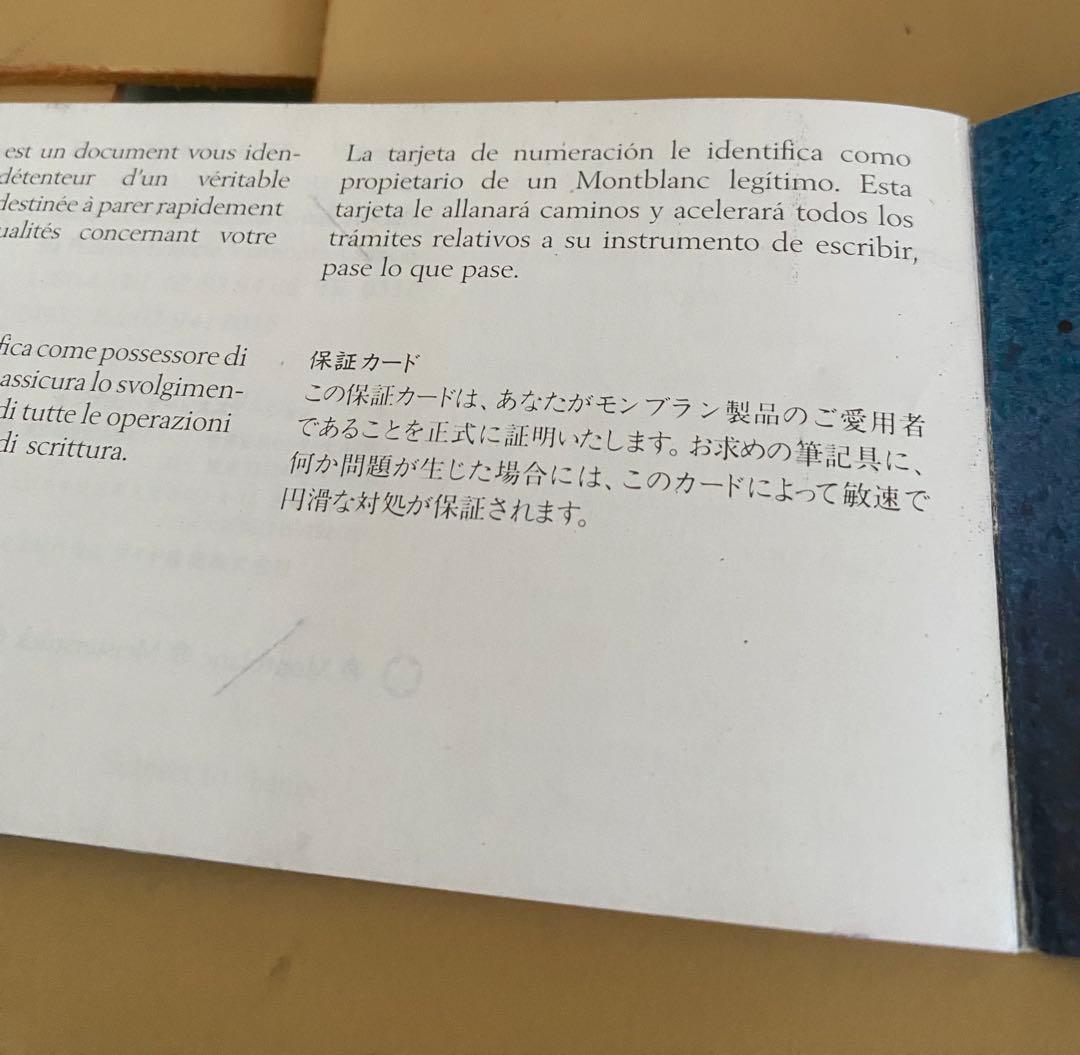 est un document vous iden-
détenteur d'un véritable
destinée à parer rapidement
concernant votre
La tarjeta de numeración le identifica como
propietario de un Montblanc legítimo. Esta
tarjeta le allanará caminos y acelerará todos los
trámites relativos a su instrumento de escribir,
pase lo que pase.
come possessore di
assicura lo svolgimen-
di tutte le operazioni
di scrittura.
保証カード
この保証カードは、あなたがモンブラン製品のご愛用者
であることを正式に証明いたします。お求めの筆記具に、
何か問題が生じた場合には、このカードによって敏速で
円滑な対処が保証されます。